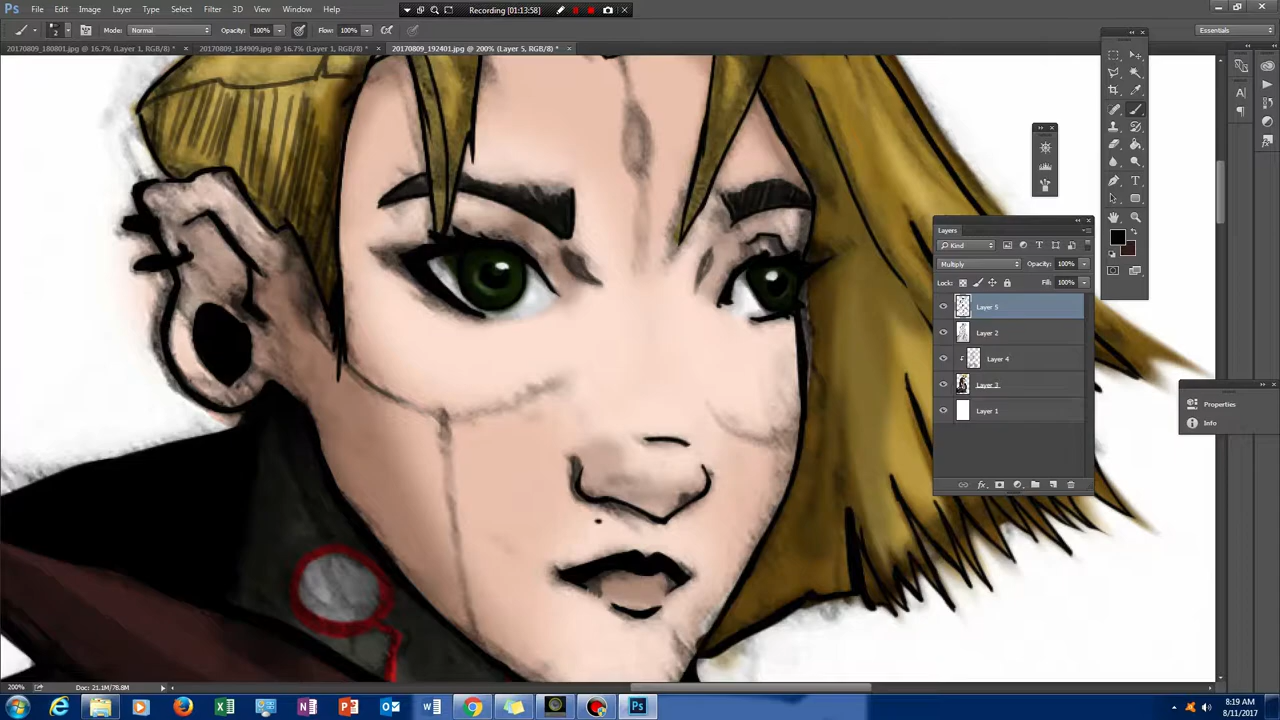 Ps File Edit Image Layer Type Select Filter 3D View Window Help
Recording [01:13:58]
2 Mode: Normal Opacity: 100% Flow: 100% Essentials
20170809_180801.jpg @ 16.7% (Layer 1, RGB/8*) × 20170809_184909.jpg @ 16.7% (Layer 1, RGB/8*) × 20170809_192401.jpg @ 200% (Layer 5, RGB/8*) * ×
Layers
Kind
Multiply Opacity: 100%
Lock: Fill: 100%
Layer 5
Layer 2
Layer 4
Layer 3
Layer 1
Properties
Info
200% Doc: 21.1M/78.8M
8:19 AM
8/11/2017